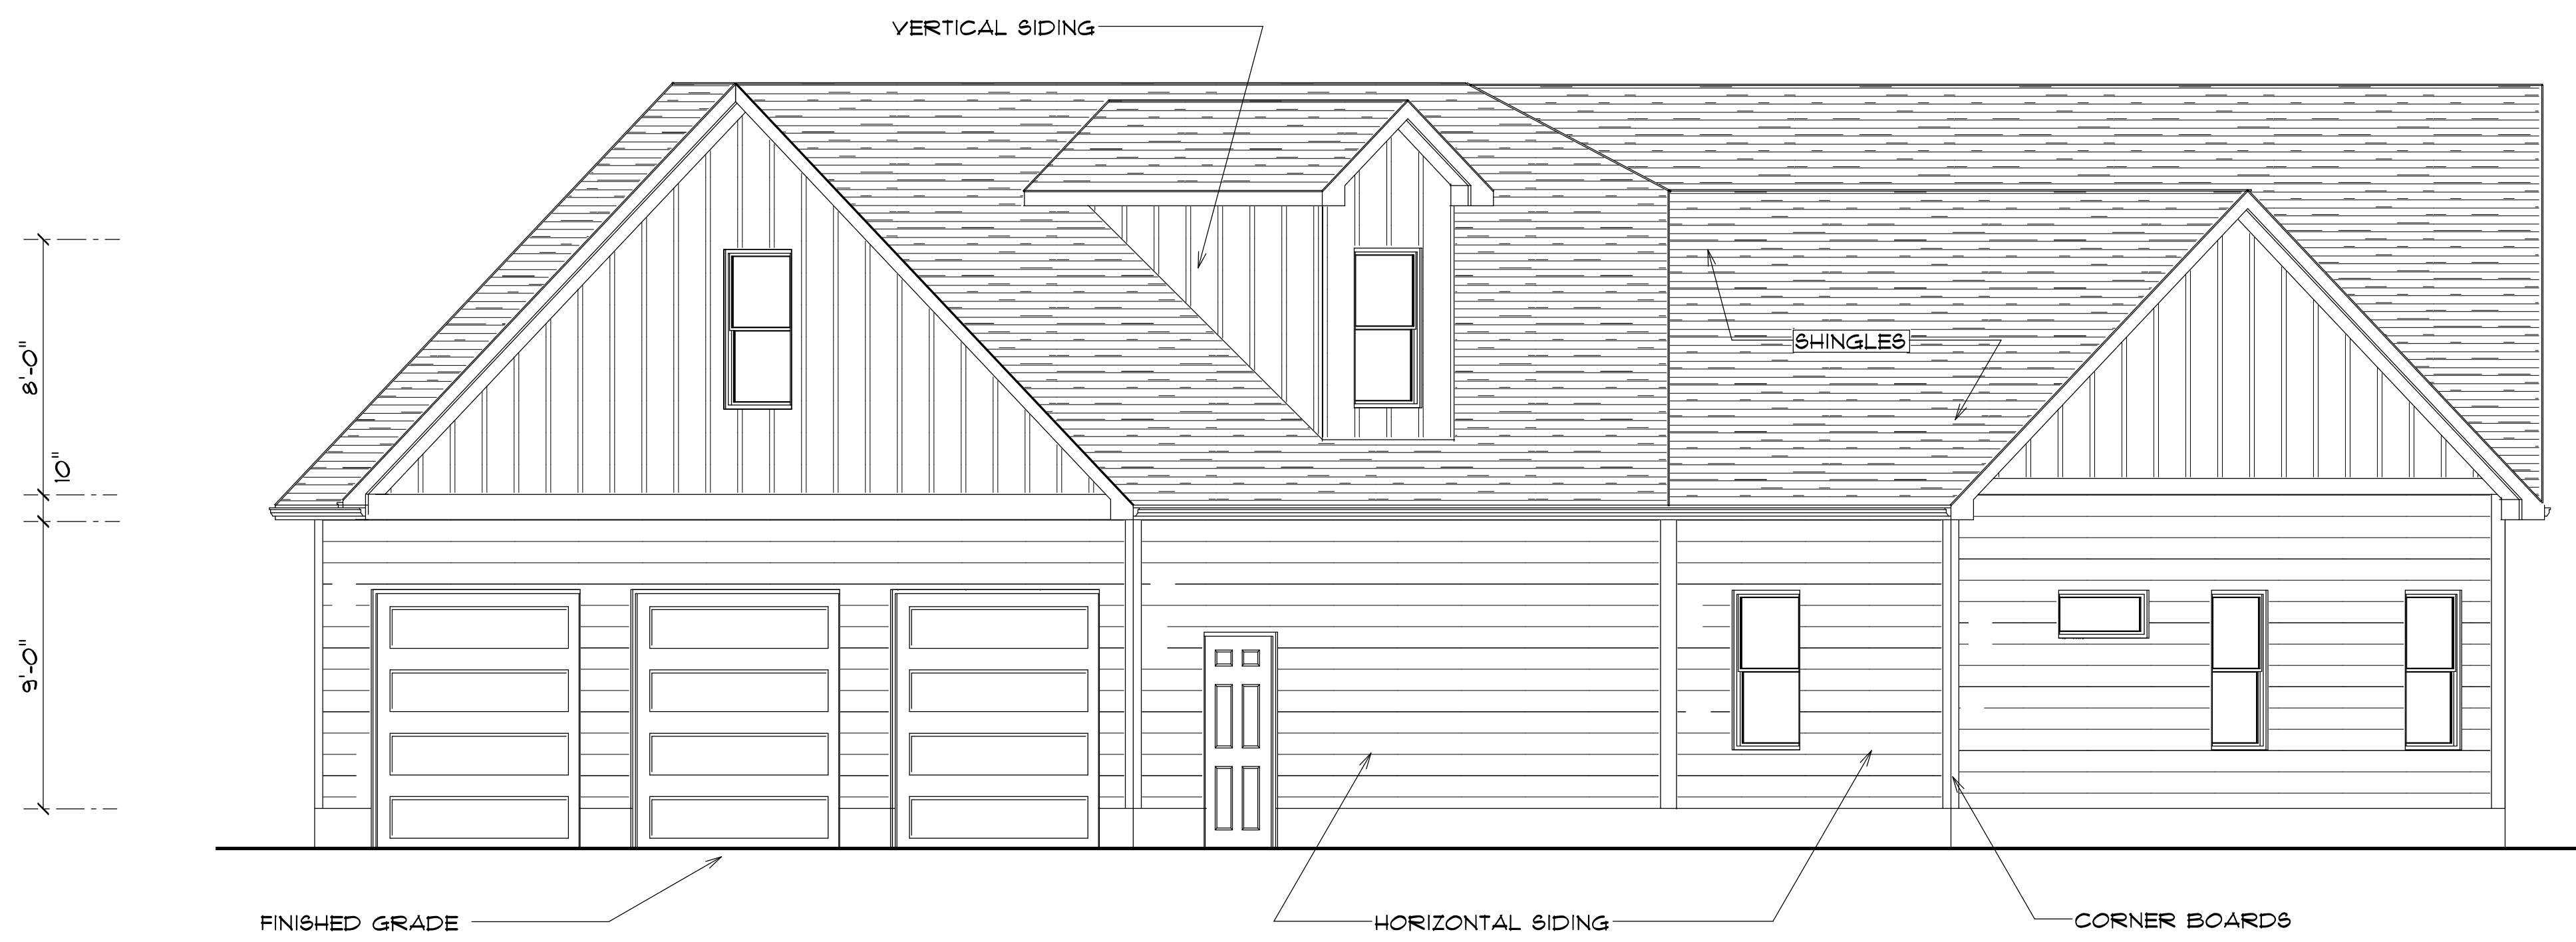 VERTICAL SIDING
8'-0"
10"
SHINGLES
9'-0"
FINISHED GRADE
HORIZONTAL SIDING
CORNER BOARDS